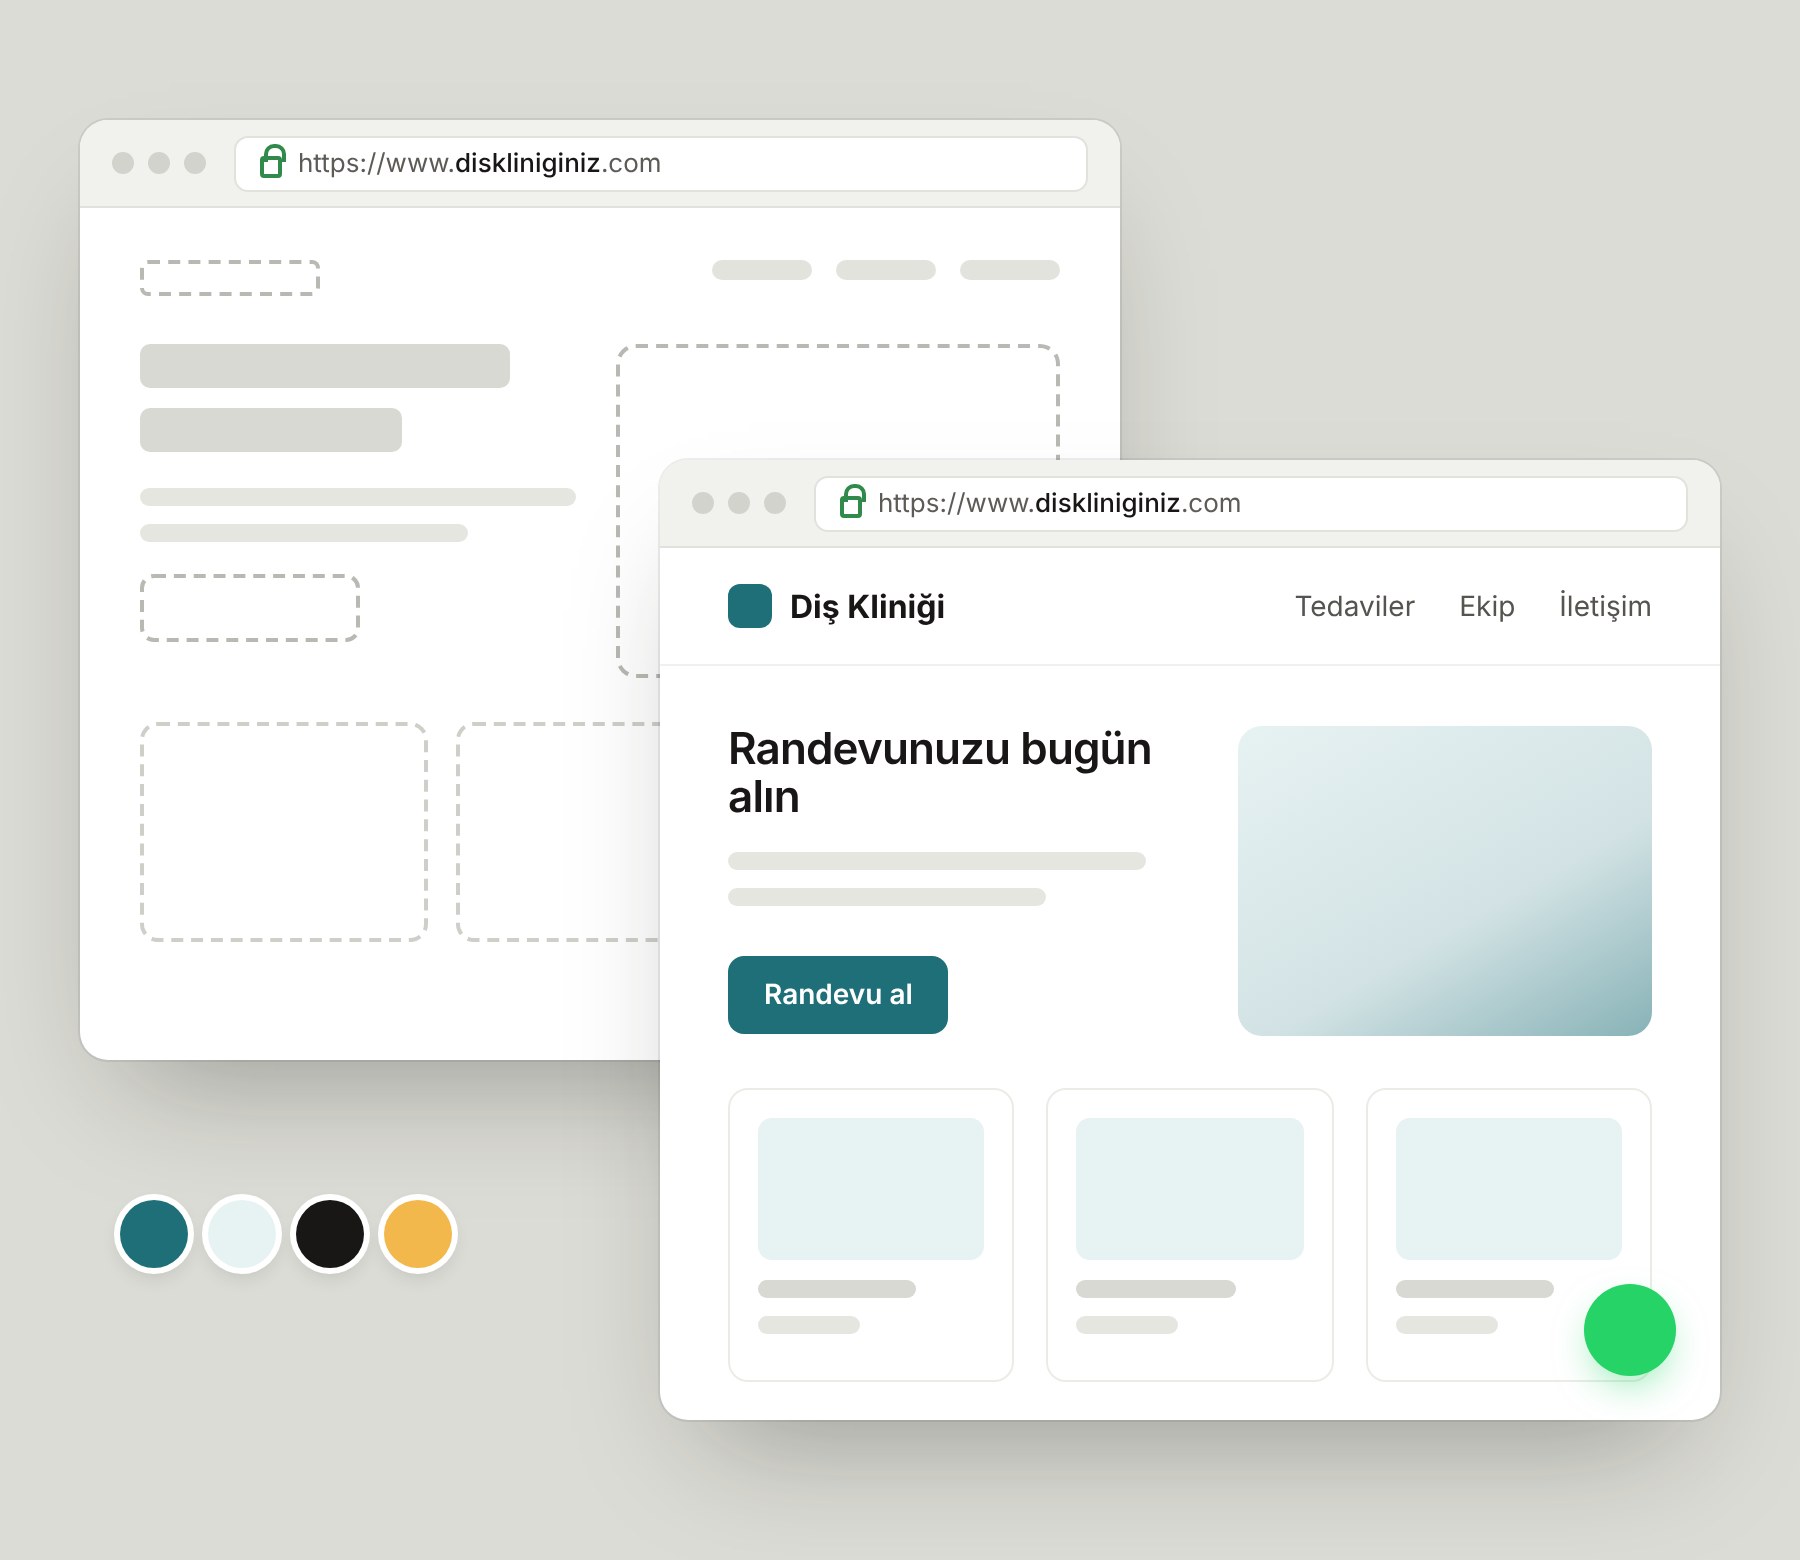 https://www.diskliniginiz.com
https://www.diskliniginiz.com
Diş Kliniği
Tedaviler Ekip İletişim
Randevunuzu bugün
alın
Randevu al